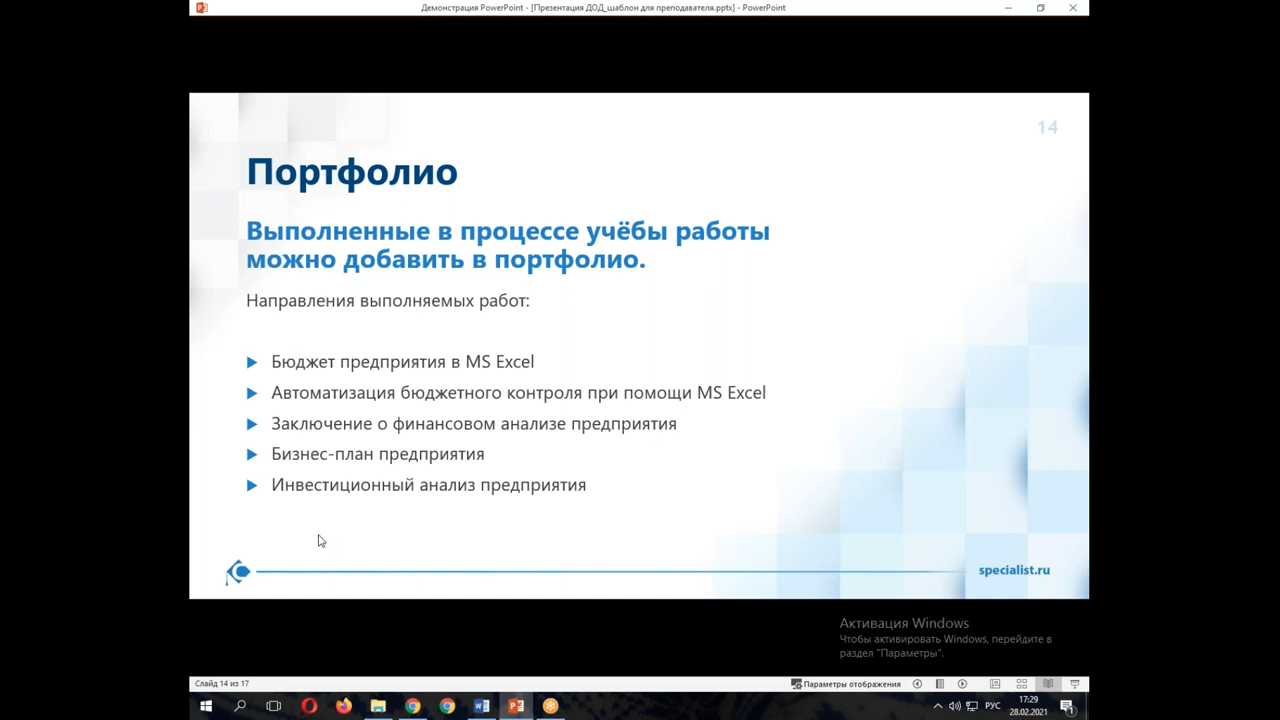 Демонстрация PowerPoint - [Презентация ДОД_шаблон для преподавателя.pptx] - PowerPoint
14
Портфолио
Выполненные в процессе учёбы работы
можно добавить в портфолио.
Направления выполняемых работ:
Бюджет предприятия в MS Excel
Автоматизация бюджетного контроля при помощи MS Excel
Заключение о финансовом анализе предприятия
Бизнес-план предприятия
Инвестиционный анализ предприятия
specialist.ru
Активация Windows
Чтобы активировать Windows, перейдите в
раздел "Параметры".
Слайд 14 из 17
Параметры отображения
РУС
17:29
28.02.2021